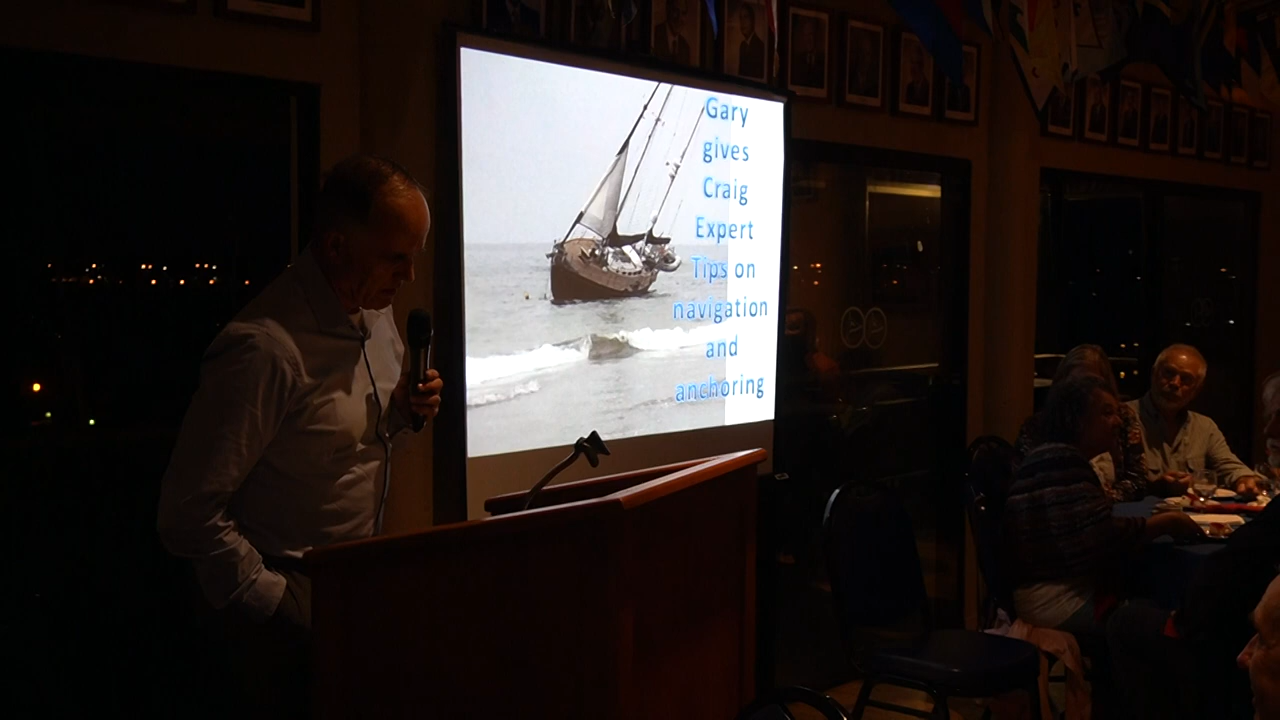 Gary
gives
Craig
Expert
Tips on
navigation
and
anchoring